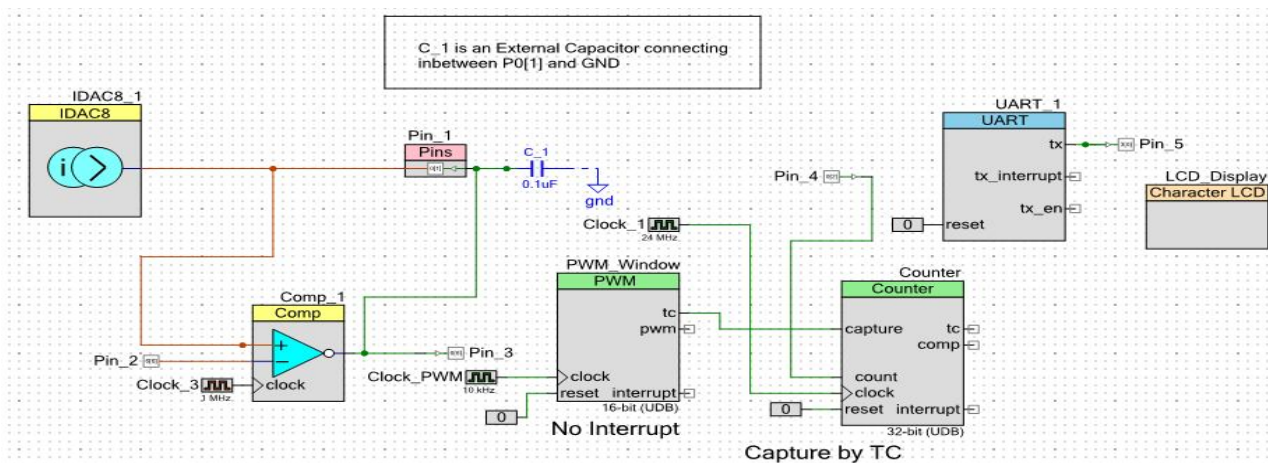 C_1 is an External Capacitor connecting
inbetween P0[1] and GND
IDAC8_1
IDAC8
Pin_1
Pins
C_1
0.1uF
gnd
UART_1
UART
tx
Pin_5
tx_interrupt
tx_en
0
reset
LCD_Display
Character LCD
Pin_4
Clock_1
24 MHz
PWM_Window
PWM
tc
pwm
clock
reset
interrupt
16-bit (UDB)
Clock_PWM
10 kHz
0
No Interrupt
Counter
Counter
capture
tc
comp
count
clock
reset
interrupt
32-bit (UDB)
0
Capture by TC
Comp_1
Comp
+
−
clock
Pin_2
Pin_3
Clock_3
1 MHz